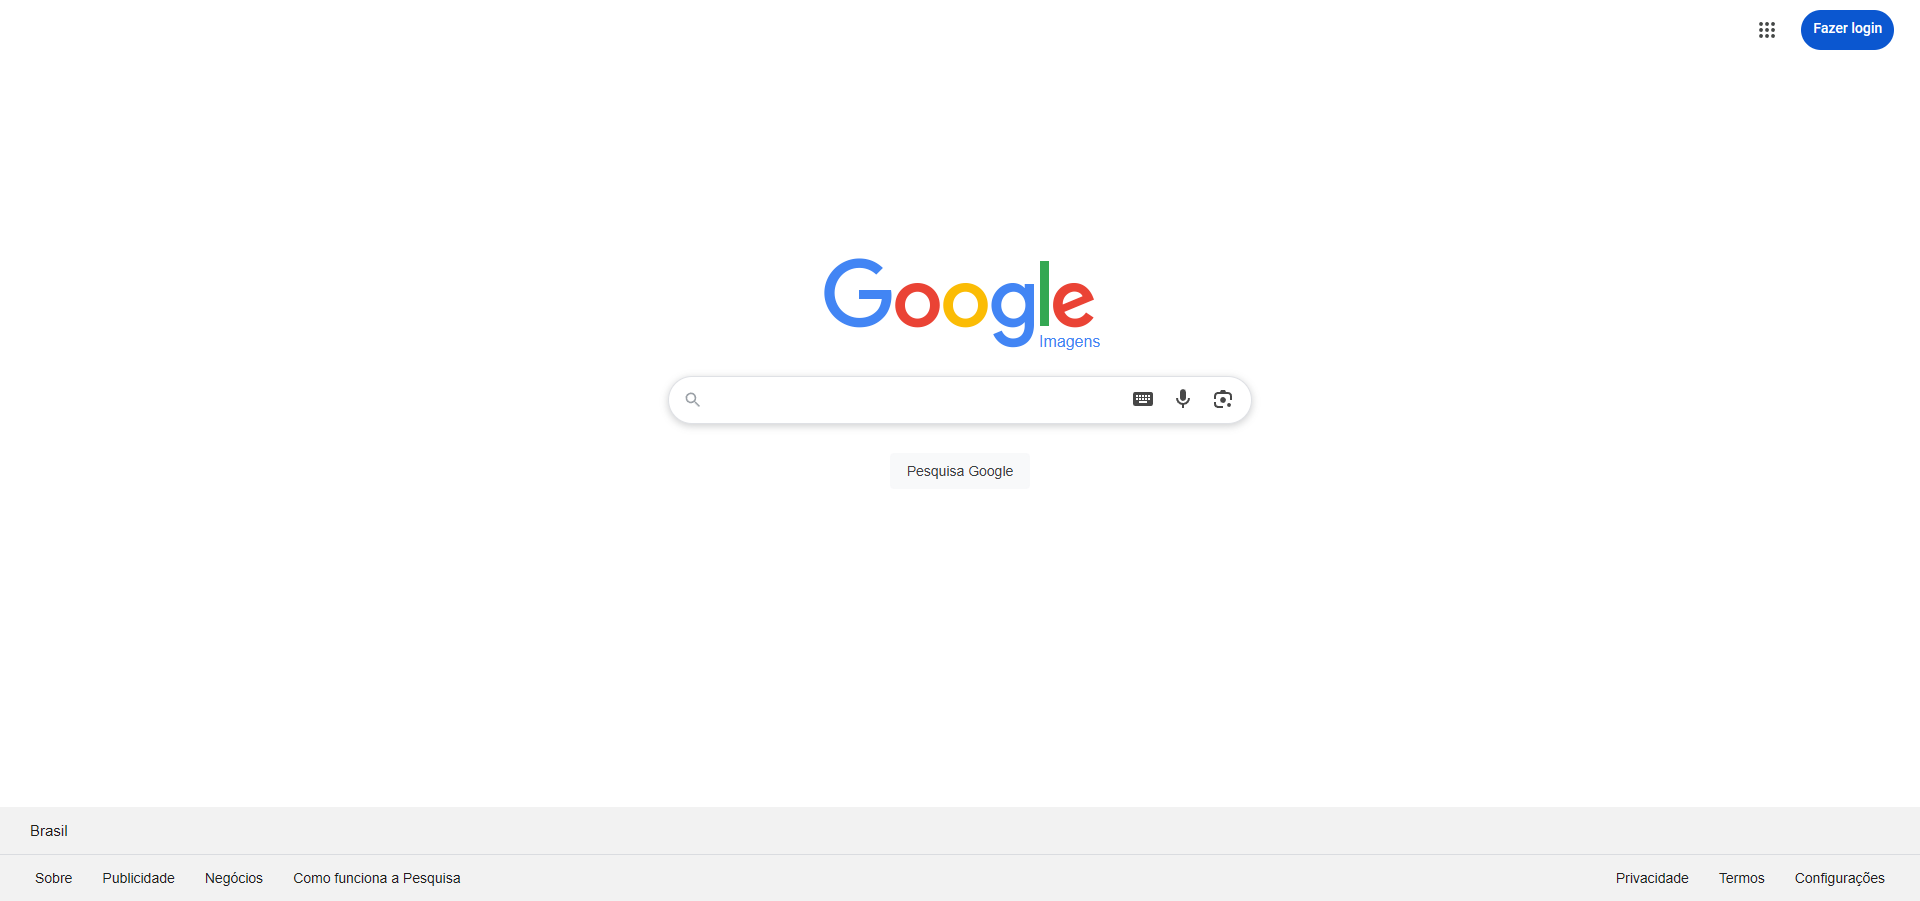 Fazer login
Google
Imagens
Pesquisa Google
Brasil
Sobre Publicidade Negócios Como funciona a Pesquisa Privacidade Termos Configurações